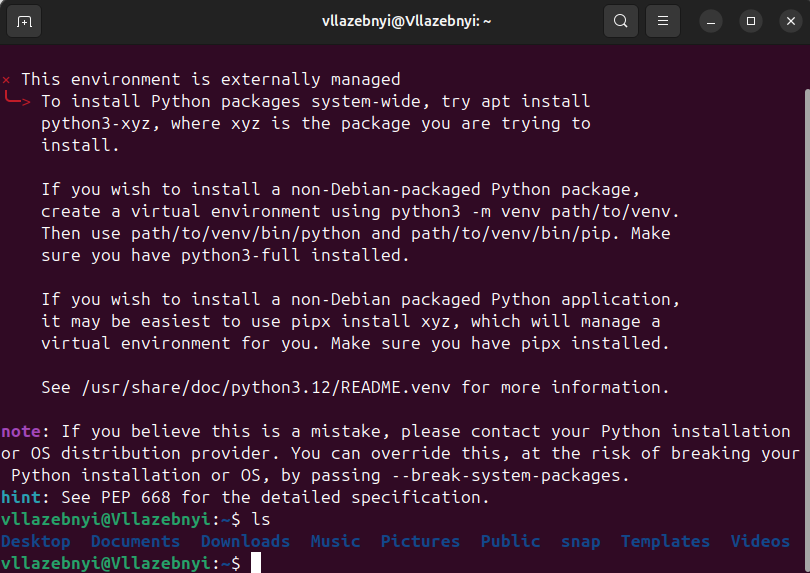 vllazebnyi@Vllazebnyi: ~
× This environment is externally managed
╰─> To install Python packages system-wide, try apt install
python3-xyz, where xyz is the package you are trying to
install.
If you wish to install a non-Debian-packaged Python package,
create a virtual environment using python3 -m venv path/to/venv.
Then use path/to/venv/bin/python and path/to/venv/bin/pip. Make
sure you have python3-full installed.
If you wish to install a non-Debian packaged Python application,
it may be easiest to use pipx install xyz, which will manage a
virtual environment for you. Make sure you have pipx installed.
See /usr/share/doc/python3.12/README.venv for more information.
note: If you believe this is a mistake, please contact your Python installation
or OS distribution provider. You can override this, at the risk of breaking your
Python installation or OS, by passing --break-system-packages.
hint: See PEP 668 for the detailed specification.
vllazebnyi@Vllazebnyi:~$ ls
Desktop Documents Downloads Music Pictures Public snap Templates Videos
vllazebnyi@Vllazebnyi:~$